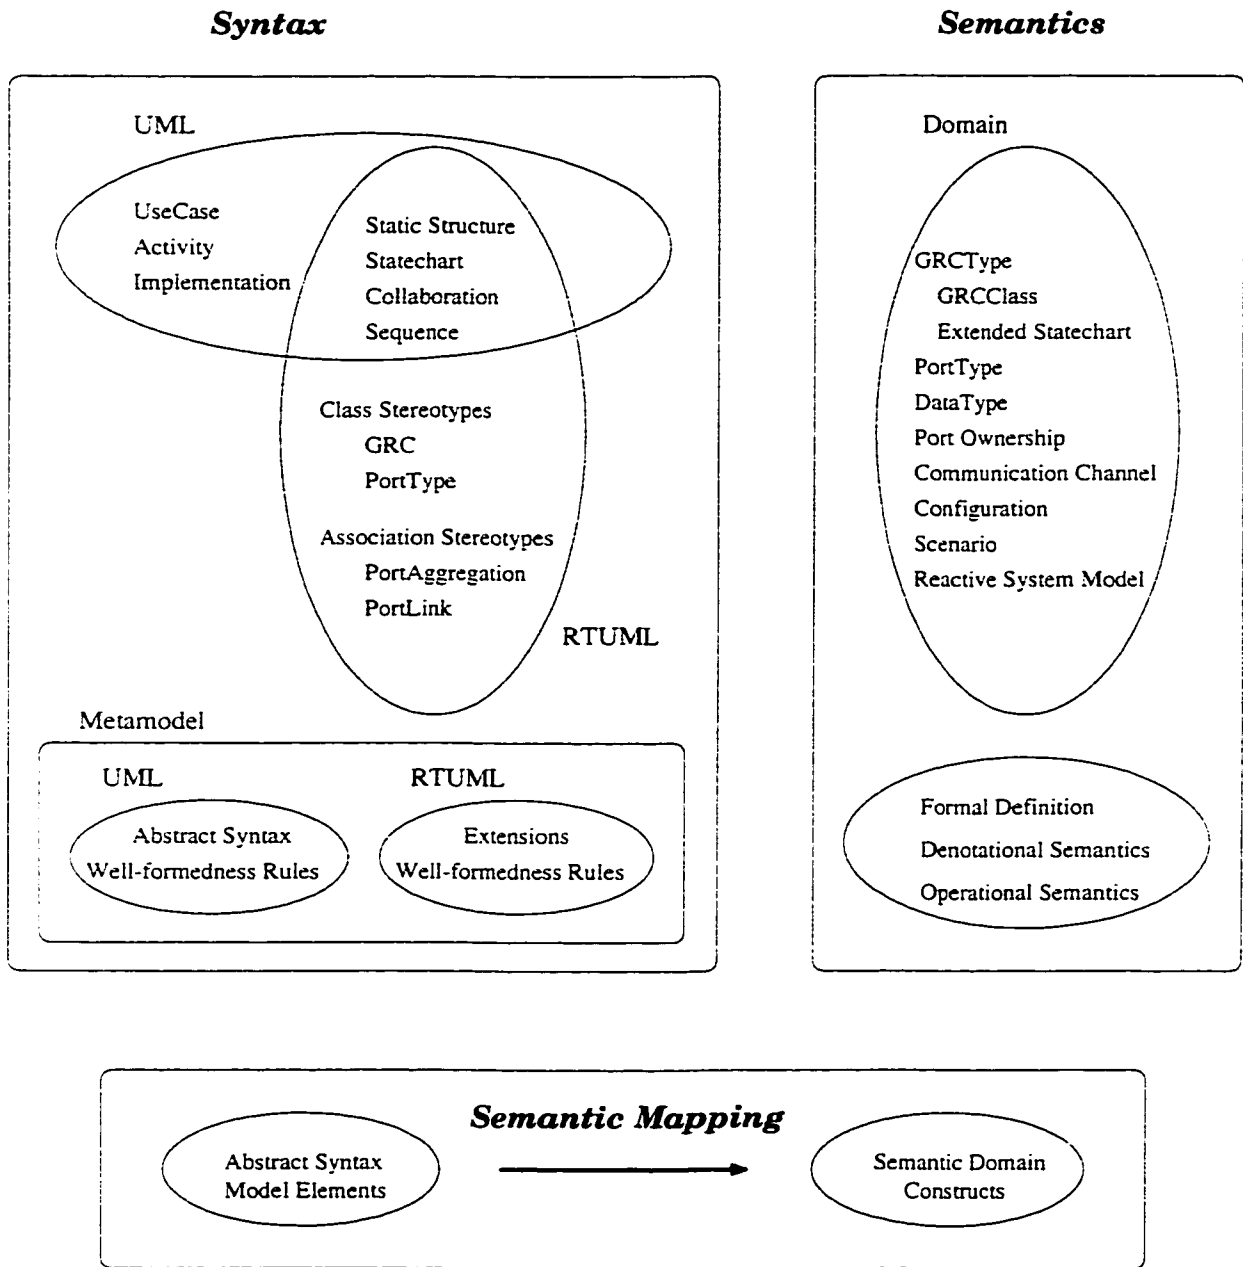 Syntax
UML
UseCase
Activity
Implementation
Static Structure
Statechart
Collaboration
Sequence
Class Stereotypes
GRC
PortType
Association Stereotypes
PortAggregation
PortLink
RTUML
Metamodel
UML
Abstract Syntax
Well-formedness Rules
RTUML
Extensions
Well-formedness Rules
Semantics
Domain
GRCType
GRCClass
Extended Statechart
PortType
DataType
Port Ownership
Communication Channel
Configuration
Scenario
Reactive System Model
Formal Definition
Denotational Semantics
Operational Semantics
Semantic Mapping
Abstract Syntax
Model Elements
Semantic Domain
Constructs